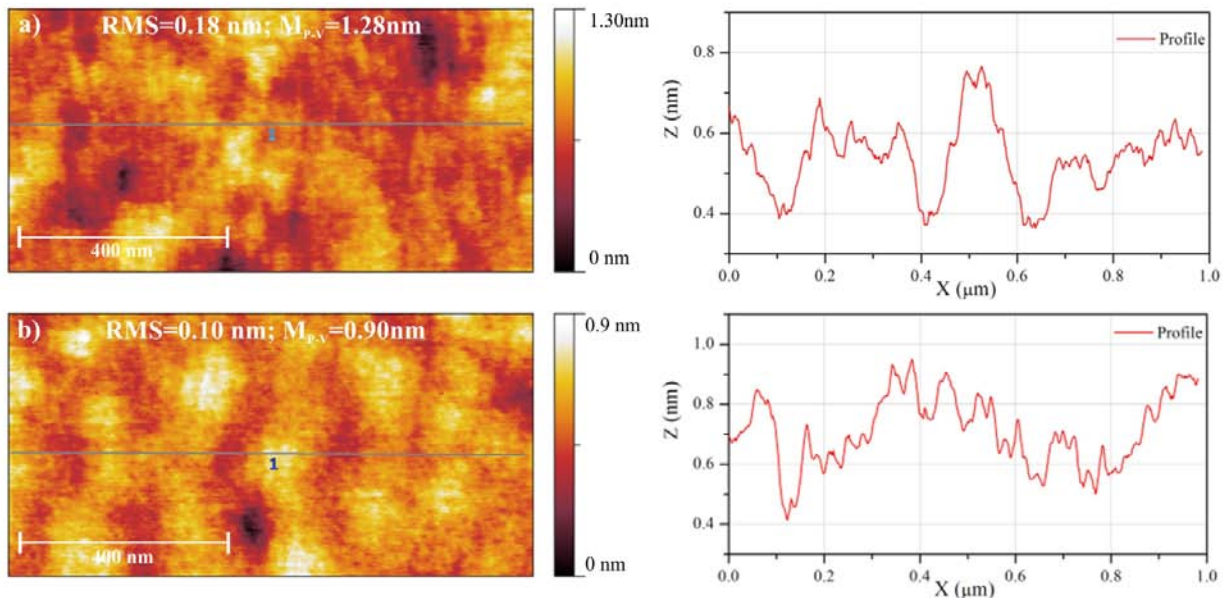 a) RMS=0.18 nm; MP-V=1.28nm
1
400 nm
1.30nm
0 nm
Profile
Z (nm)
0.8
0.6
0.4
0.0 0.2 0.4 0.6 0.8 1.0
X (μm)
b) RMS=0.10 nm; MP-V=0.90nm
1
400 nm
0.9 nm
0 nm
Profile
Z (nm)
1.0
0.8
0.6
0.4
0.0 0.2 0.4 0.6 0.8 1.0
X (μm)